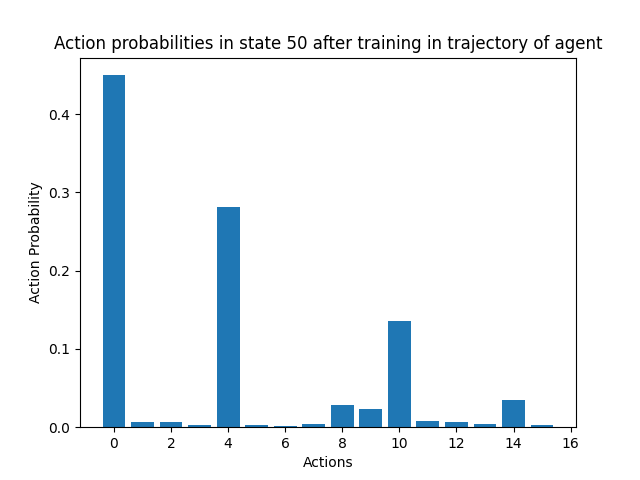 Action probabilities in state 50 after training in trajectory of agent
0.4
0.3
0.2
0.1
0.0
Action Probability
0 2 4 6 8 10 12 14 16
Actions